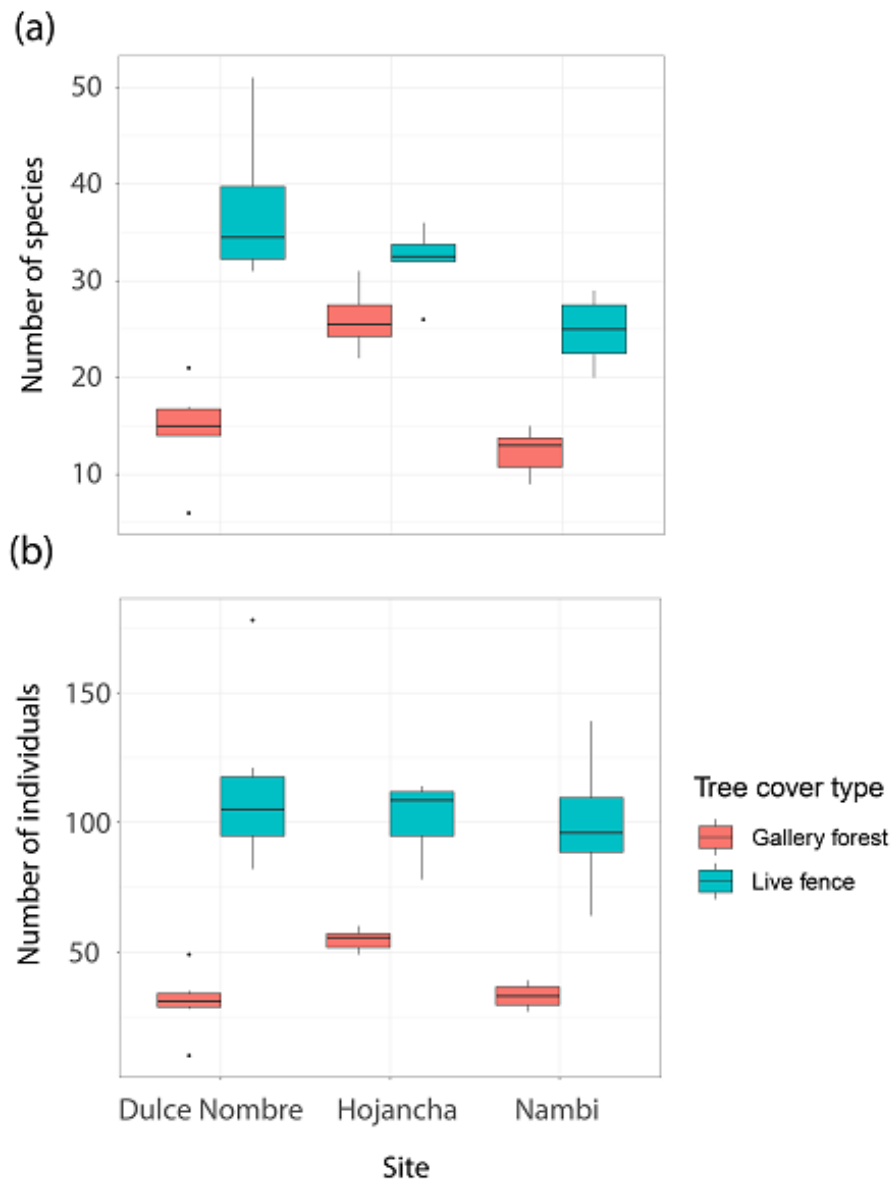 (a)
Number of species
50
40
30
20
10
(b)
Number of individuals
150
100
50
Dulce Nombre Hojancha Nambi
Site
Tree cover type
Gallery forest
Live fence